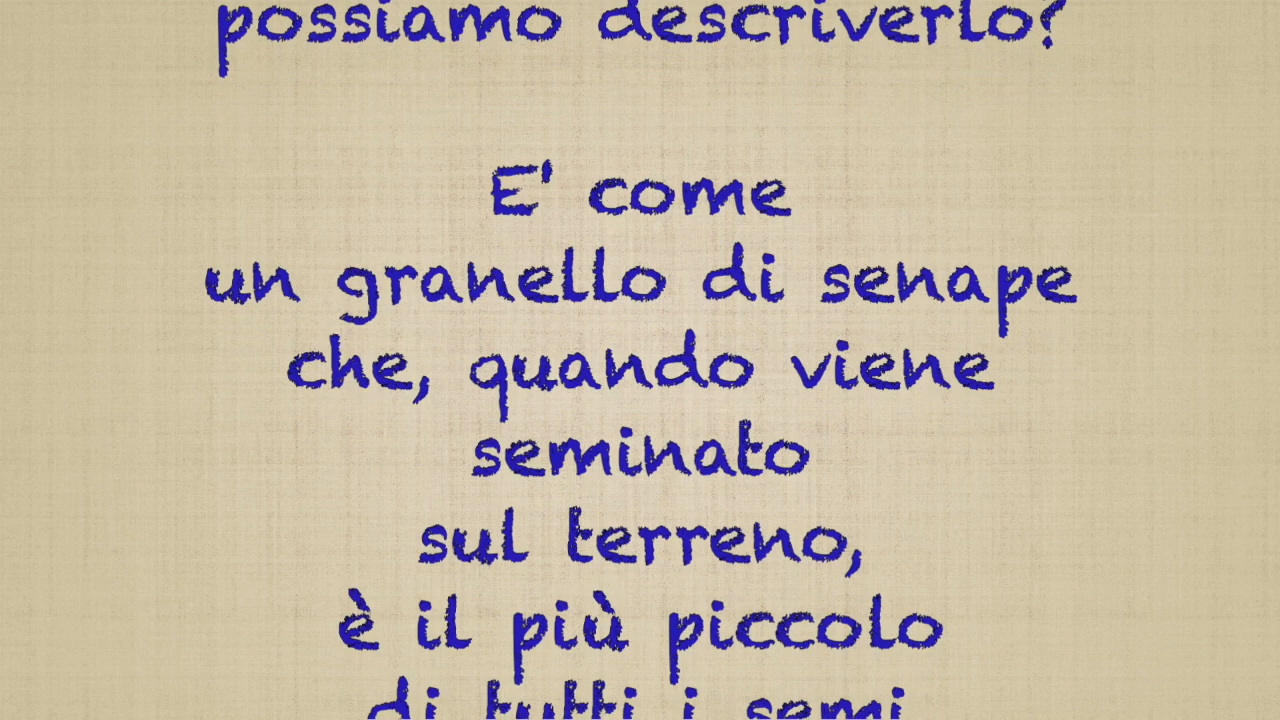 possiamo descriverlo?
E' come
un granello di senape
che, quando viene
seminato
sul terreno,
è il più piccolo
di tutti i semi